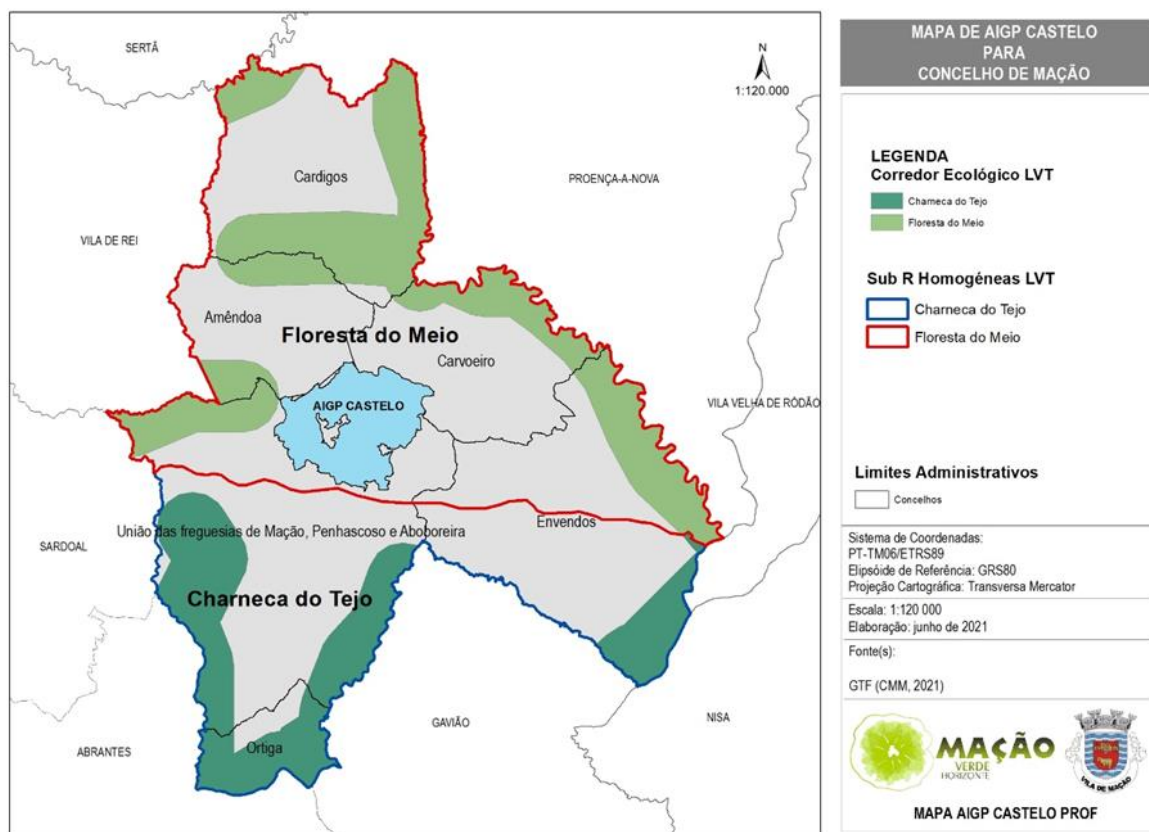 SERTÃ
N
1:120.000
PROENÇA-A-NOVA
Cardigos
VILA DE REI
Amêndoa
Floresta do Meio
Carvoeiro
AIGP CASTELO
VILA VELHA DE RÓDÃO
Envendos
União das freguesias de Mação, Penhascoso e Aboboreira
SARDOAL
Charneca do Tejo
GAVIÃO
NISA
ABRANTES
Ortiga
MAPA DE AIGP CASTELO
PARA
CONCELHO DE MAÇÃO
LEGENDA
Corredor Ecológico LVT
Charneca do Tejo
Floresta do Meio
Sub R Homogéneas LVT
Charneca do Tejo
Floresta do Meio
Limites Administrativos
Concelhos
Sistema de Coordenadas:
PT-TM06/ETRS89
Elipsóide de Referência: GRS80
Projeção Cartográfica: Transversa Mercator
Escala: 1:120 000
Elaboração: junho de 2021
Fonte(s):
GTF (CMM, 2021)
MAÇÃO
VERDE
HORIZONTE
VILA DE MAÇÃO
MAPA AIGP CASTELO PROF